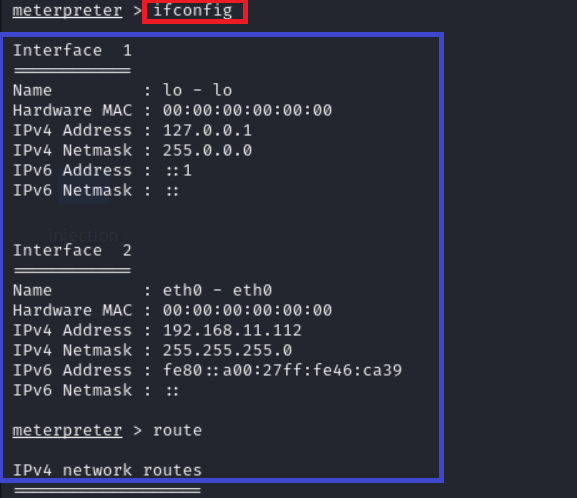 meterpreter > ifconfig
Interface  1
============
Name         : lo - lo
Hardware MAC : 00:00:00:00:00:00
IPv4 Address : 127.0.0.1
IPv4 Netmask : 255.0.0.0
IPv6 Address : ::1
IPv6 Netmask : ::
injection
Interface  2
============
Name         : eth0 - eth0
Hardware MAC : 00:00:00:00:00:00
IPv4 Address : 192.168.11.112
IPv4 Netmask : 255.255.255.0
IPv6 Address : fe80::a00:27ff:fe46:ca39
IPv6 Netmask : ::
meterpreter > route
IPv4 network routes
===================